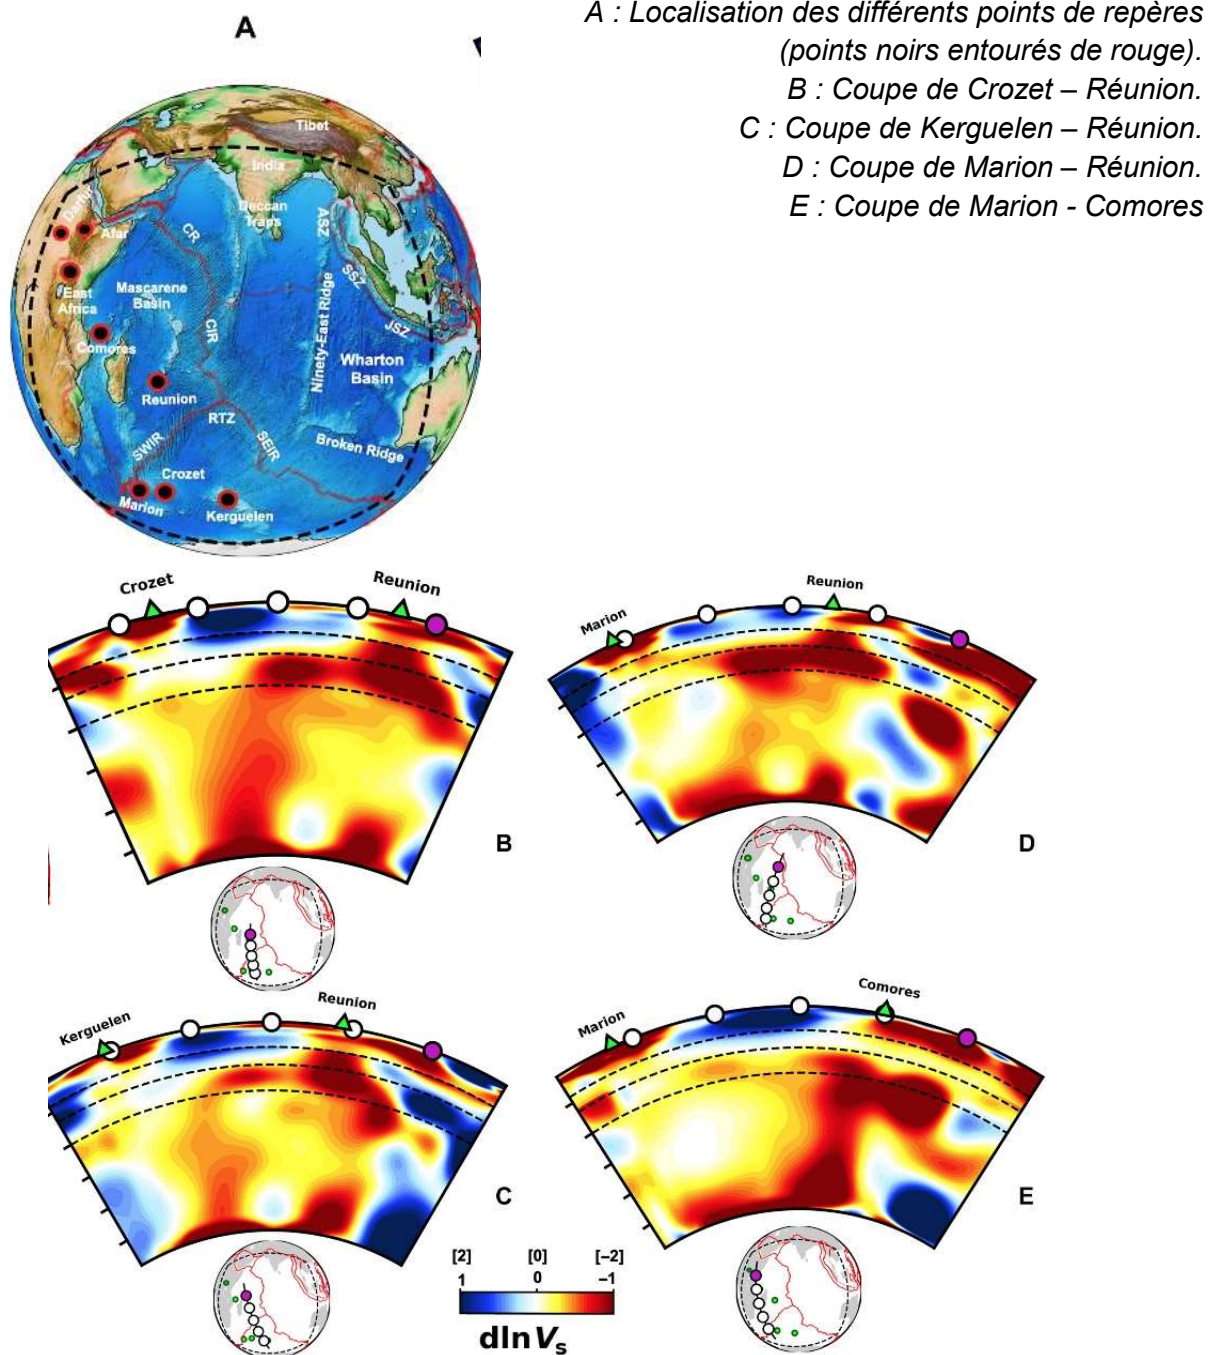 A : Localisation des différents points de repères
(points noirs entourés de rouge).
B : Coupe de Crozet – Réunion.
C : Coupe de Kerguelen – Réunion.
D : Coupe de Marion – Réunion.
E : Coupe de Marion - Comores
A
Tibet
India
Deccan
Traps
Darfur
Afar
East
Africa
Comores
Mascarene
Basin
CR
CIR
ASZ
SSZ
JSZ
Ninety-East Ridge
Wharton
Basin
Reunion
RTZ
SWIR
SEIR
Broken Ridge
Crozet
Marion
Kerguelen
Crozet
Reunion
B
Marion
Reunion
D
Kerguelen
Reunion
C
Marion
Comores
E
[2] [0] [−2]
1 0 −1
dlnVs